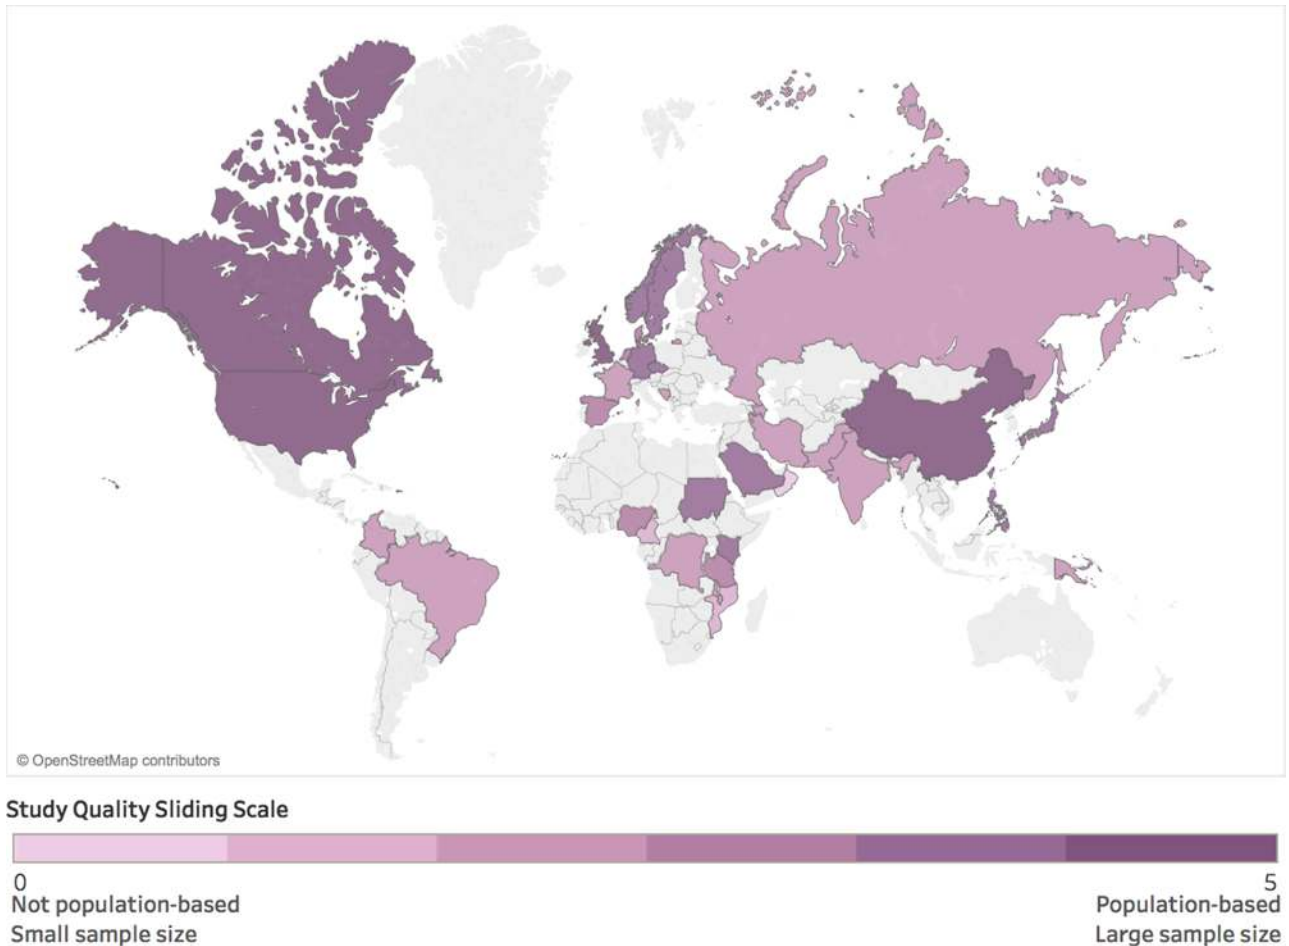 © OpenStreetMap contributors
Study Quality Sliding Scale
0 5
Not population-based Population-based
Small sample size Large sample size